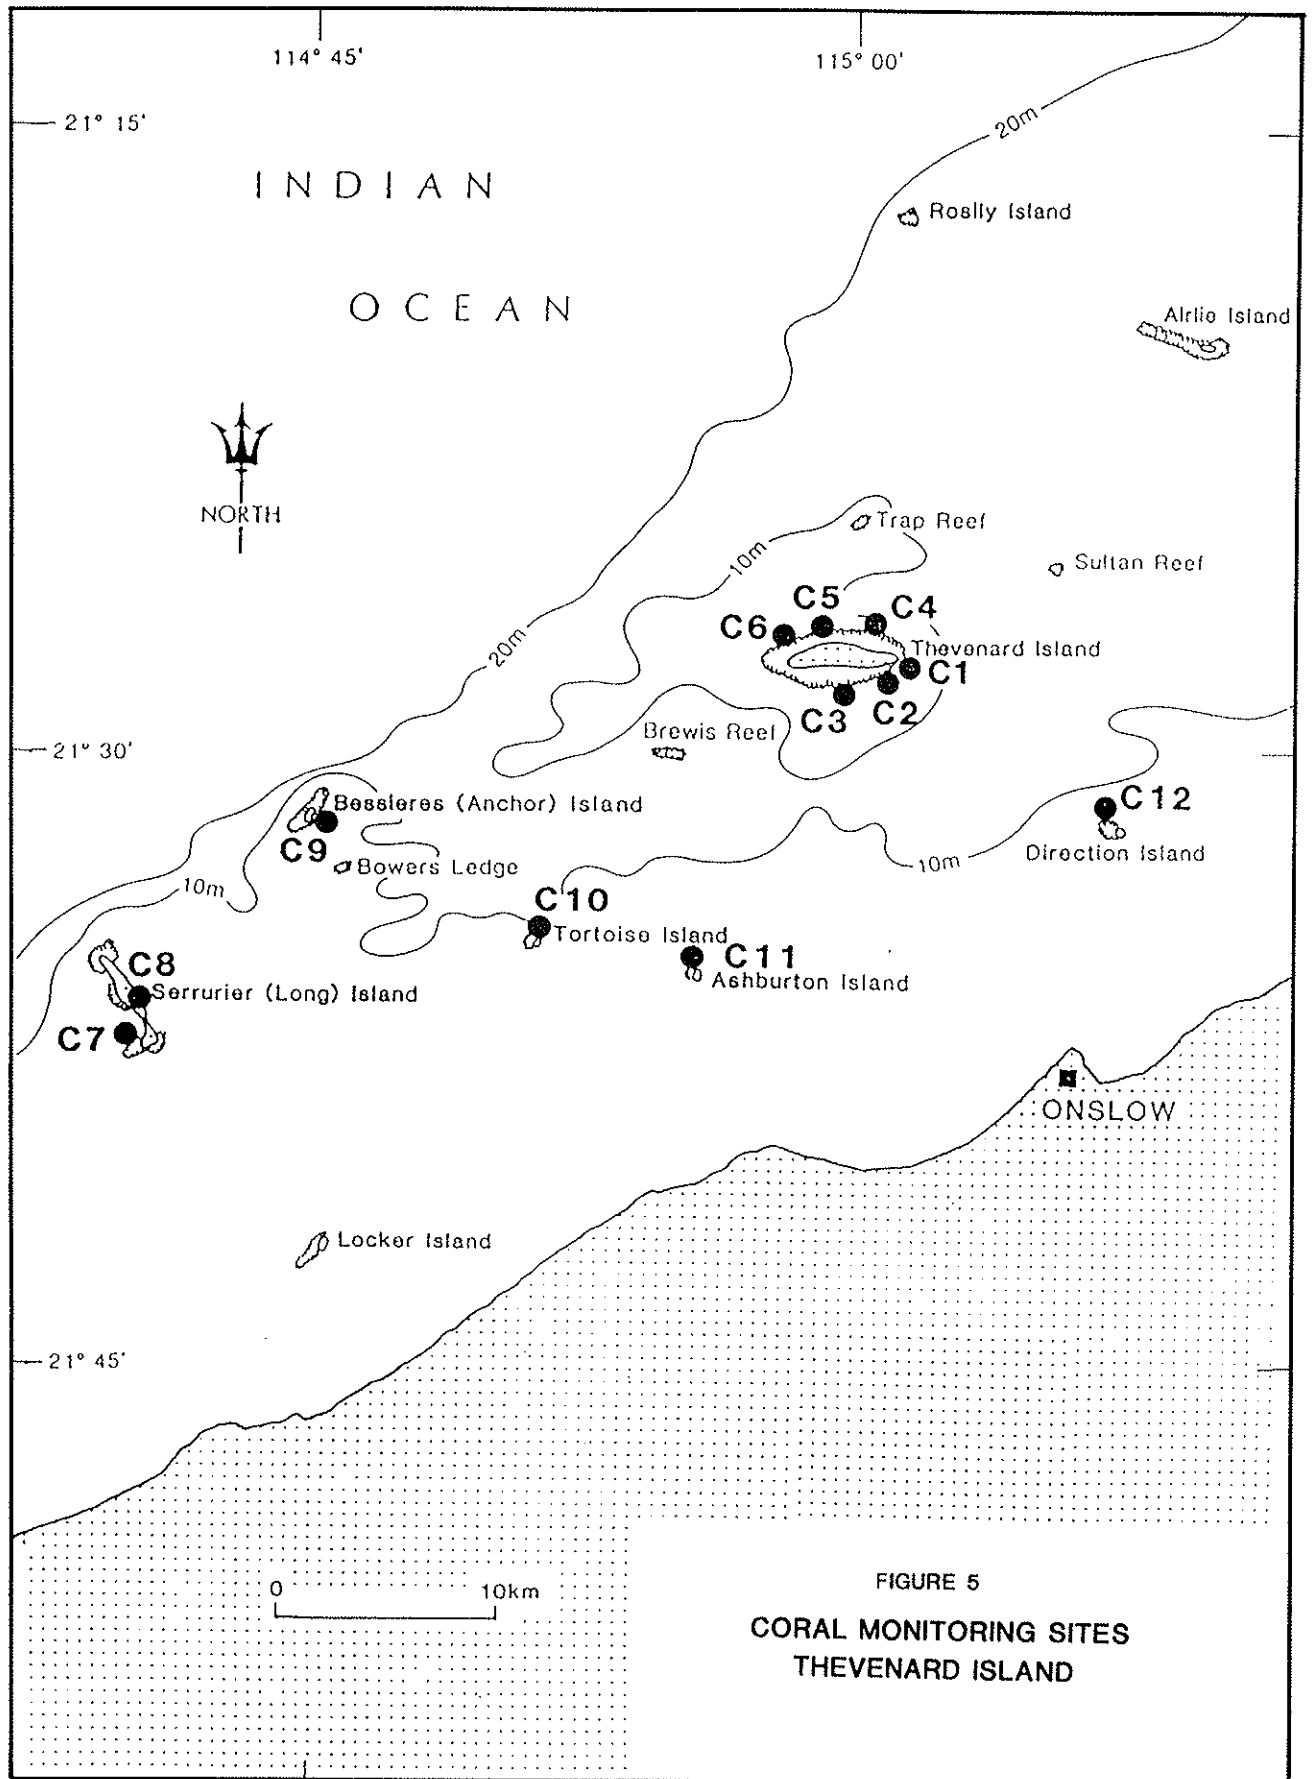 114° 45'
115° 00'
21° 15'
20m
INDIAN
Roslly Island
OCEAN
Airlie Island
NORTH
Trap Reef
10m
Sultan Reef
C5
C4
C6
20m
Thevenard Island
C1
C2
C3
Brewis Reef
21° 30'
Bessieres (Anchor) Island
C12
C9
Direction Island
10m
Bowers Ledge
10m
C10
Tortoise Island
C11
C8
Ashburton Island
Serrurier (Long) Island
C7
ONSLOW
Locker Island
21° 45'
0 10km
FIGURE 5
CORAL MONITORING SITES
THEVENARD ISLAND